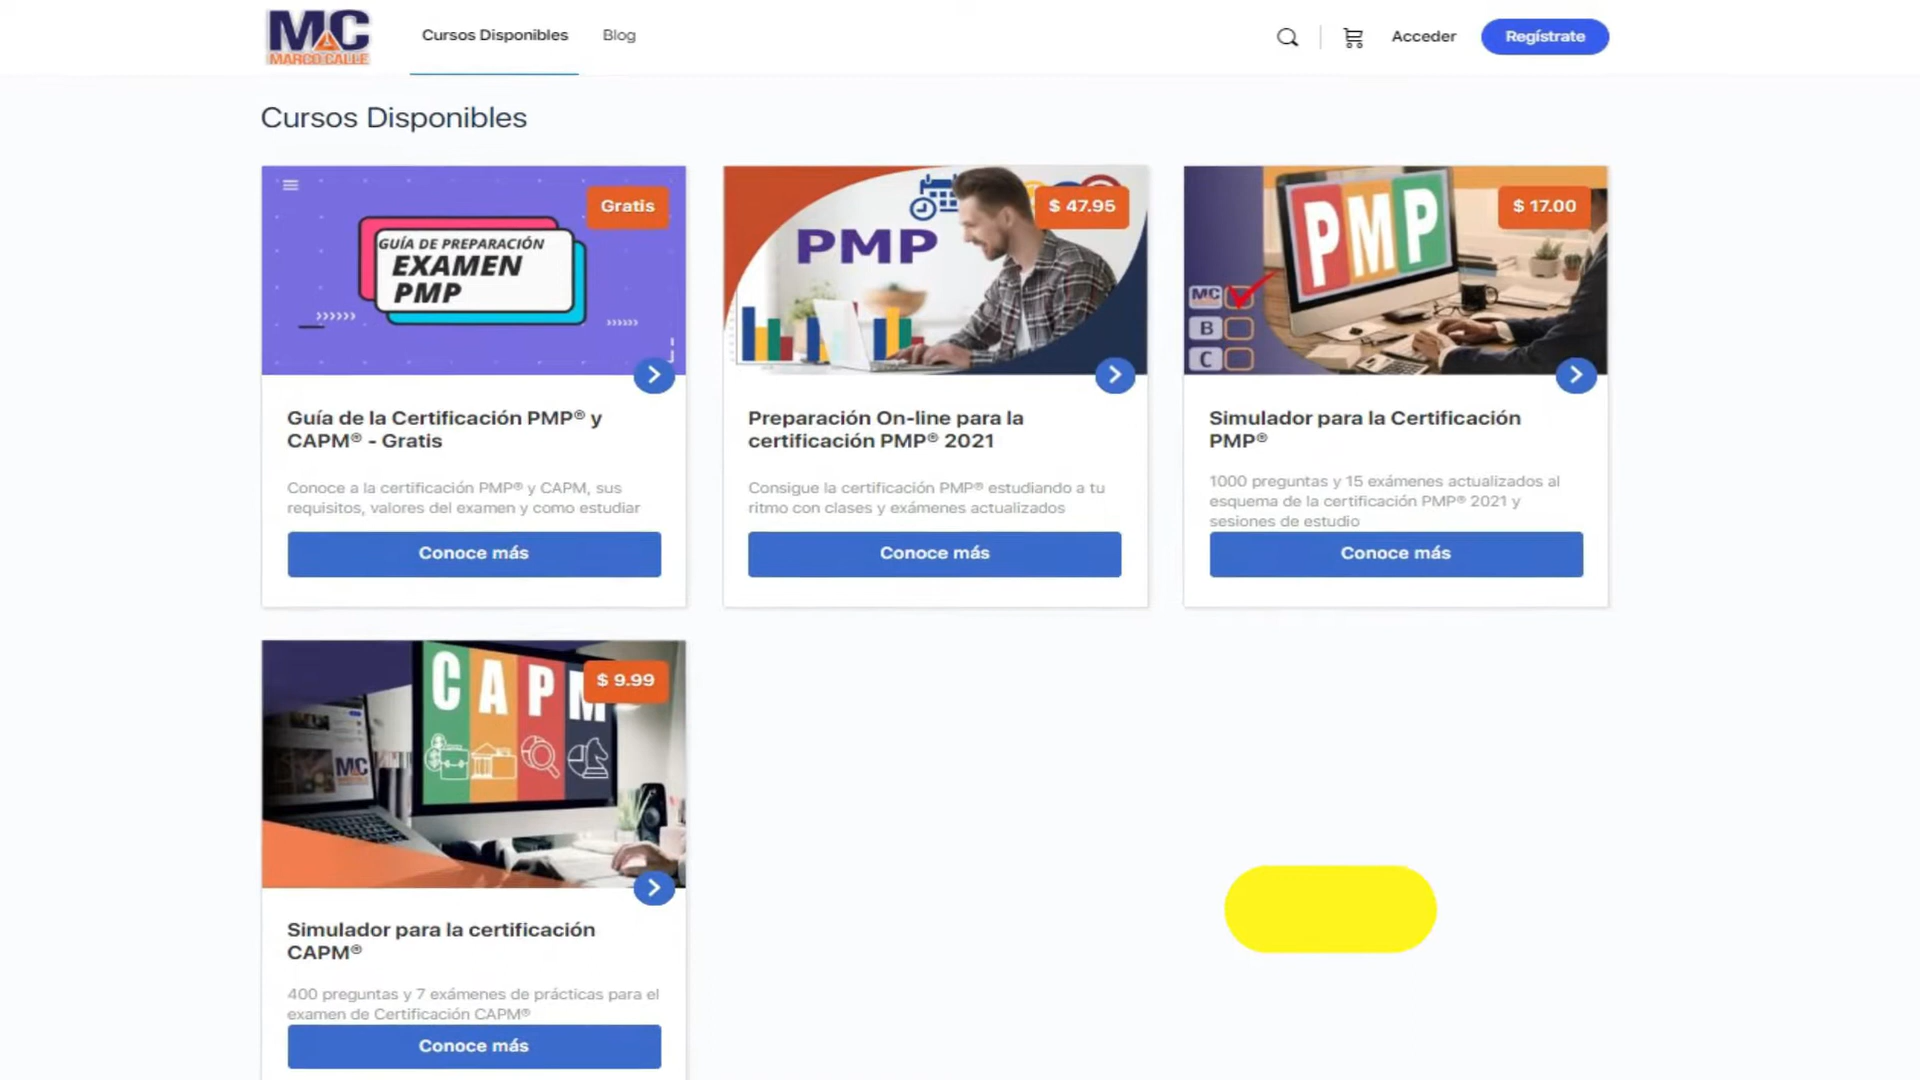 MC
MARCO CALLE
Cursos Disponibles
Blog
Acceder
Regístrate
Cursos Disponibles
Gratis
GUÍA DE PREPARACIÓN
EXAMEN
PMP
Guía de la Certificación PMP® y
CAPM® - Gratis
Conoce a la certificación PMP® y CAPM, sus
requisitos, valores del examen y como estudiar
Conoce más
$ 47.95
PMP
Preparación On-line para la
certificación PMP® 2021
Consigue la certificación PMP® estudiando a tu
ritmo con clases y exámenes actualizados
Conoce más
$ 17.00
PMP
MC
B
C
Simulador para la Certificación
PMP®
1000 preguntas y 15 exámenes actualizados al
esquema de la certificación PMP® 2021 y
sesiones de estudio
Conoce más
$ 9.99
CAPM
MC
Simulador para la certificación
CAPM®
400 preguntas y 7 exámenes de prácticas para el
examen de Certificación CAPM®
Conoce más